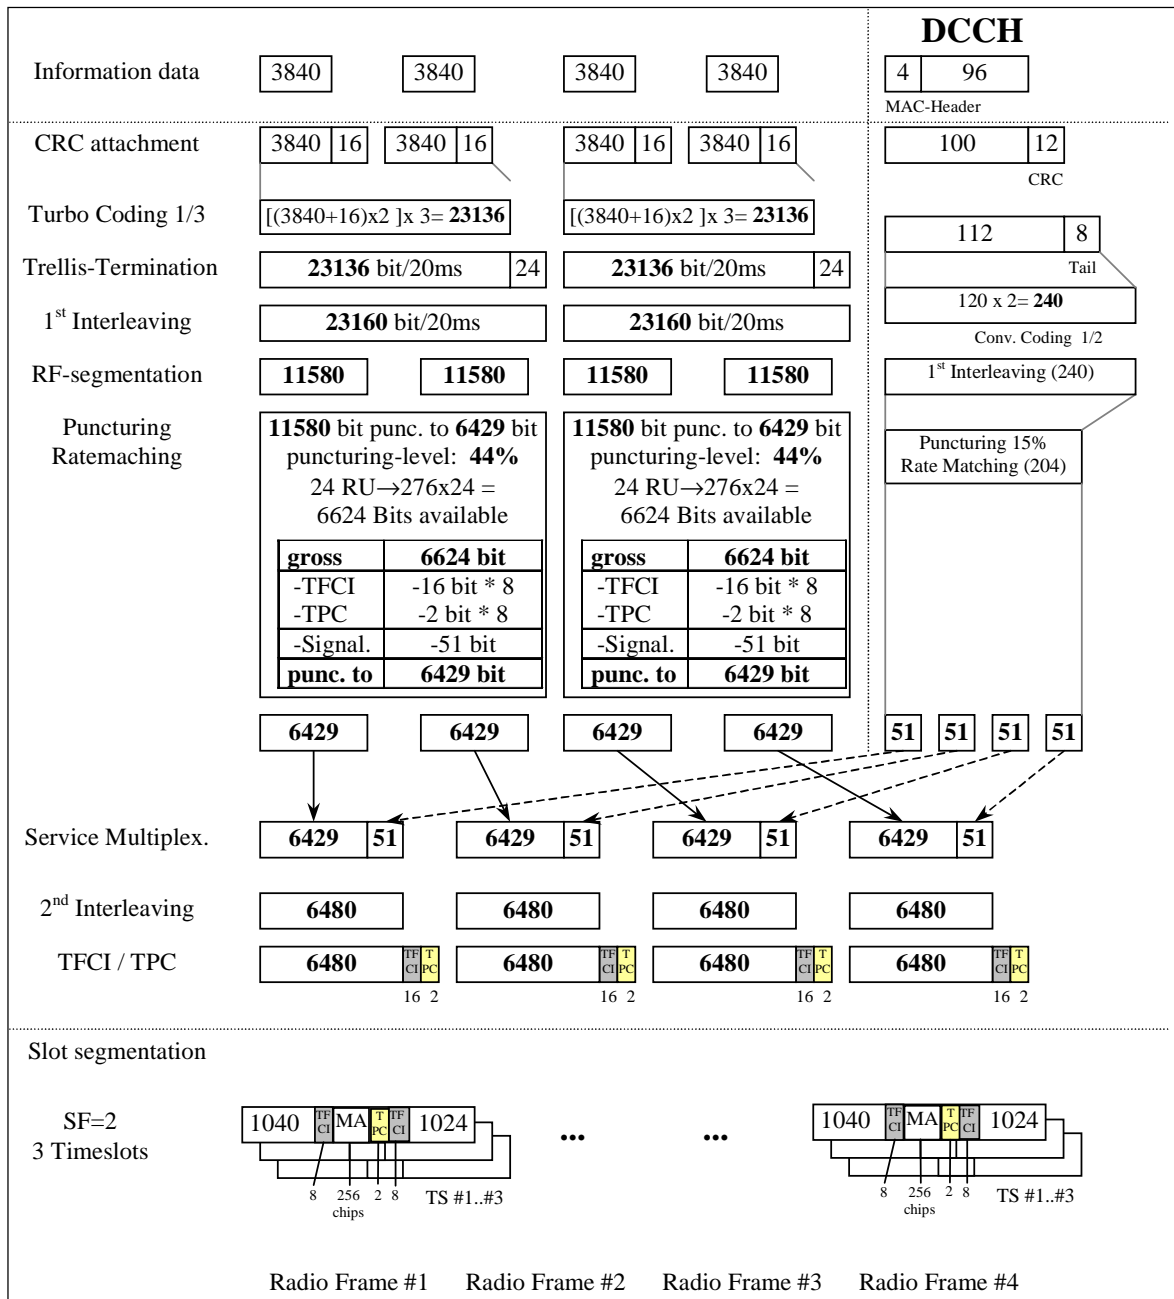 DCCH
Information data 3840 3840 3840 3840 4 96
MAC-Header
CRC attachment 3840 16 3840 16 3840 16 3840 16 100 12
CRC
Turbo Coding 1/3 [(3840+16)x2 ]x 3= 23136 [(3840+16)x2 ]x 3= 23136
112 8
Tail
Trellis-Termination 23136 bit/20ms 24 23136 bit/20ms 24
120 x 2= 240
1st Interleaving 23160 bit/20ms 23160 bit/20ms
Conv. Coding 1/2
RF-segmentation 11580 11580 11580 11580 1st Interleaving (240)
Puncturing
Ratemaching
11580 bit punc. to 6429 bit
puncturing-level: 44%
24 RU→276x24 =
6624 Bits available
gross 6624 bit
-TFCI -16 bit * 8
-TPC -2 bit * 8
-Signal. -51 bit
punc. to 6429 bit
11580 bit punc. to 6429 bit
puncturing-level: 44%
24 RU→276x24 =
6624 Bits available
gross 6624 bit
-TFCI -16 bit * 8
-TPC -2 bit * 8
-Signal. -51 bit
punc. to 6429 bit
Puncturing 15%
Rate Matching (204)
6429 6429 6429 6429 51 51 51 51
Service Multiplex. 6429 51 6429 51 6429 51 6429 51
2nd Interleaving 6480 6480 6480 6480
TFCI / TPC 6480 TF CI T PC 6480 TF CI T PC 6480 TF CI T PC 6480 TF CI T PC
16 2 16 2 16 2 16 2
Slot segmentation
SF=2
3 Timeslots
1040 TF CI MA T PC TF CI 1024 ... ... 1040 TF CI MA T PC TF CI 1024
8 256 2 8 TS #1..#3 8 256 2 8 TS #1..#3
chips chips
Radio Frame #1 Radio Frame #2 Radio Frame #3 Radio Frame #4